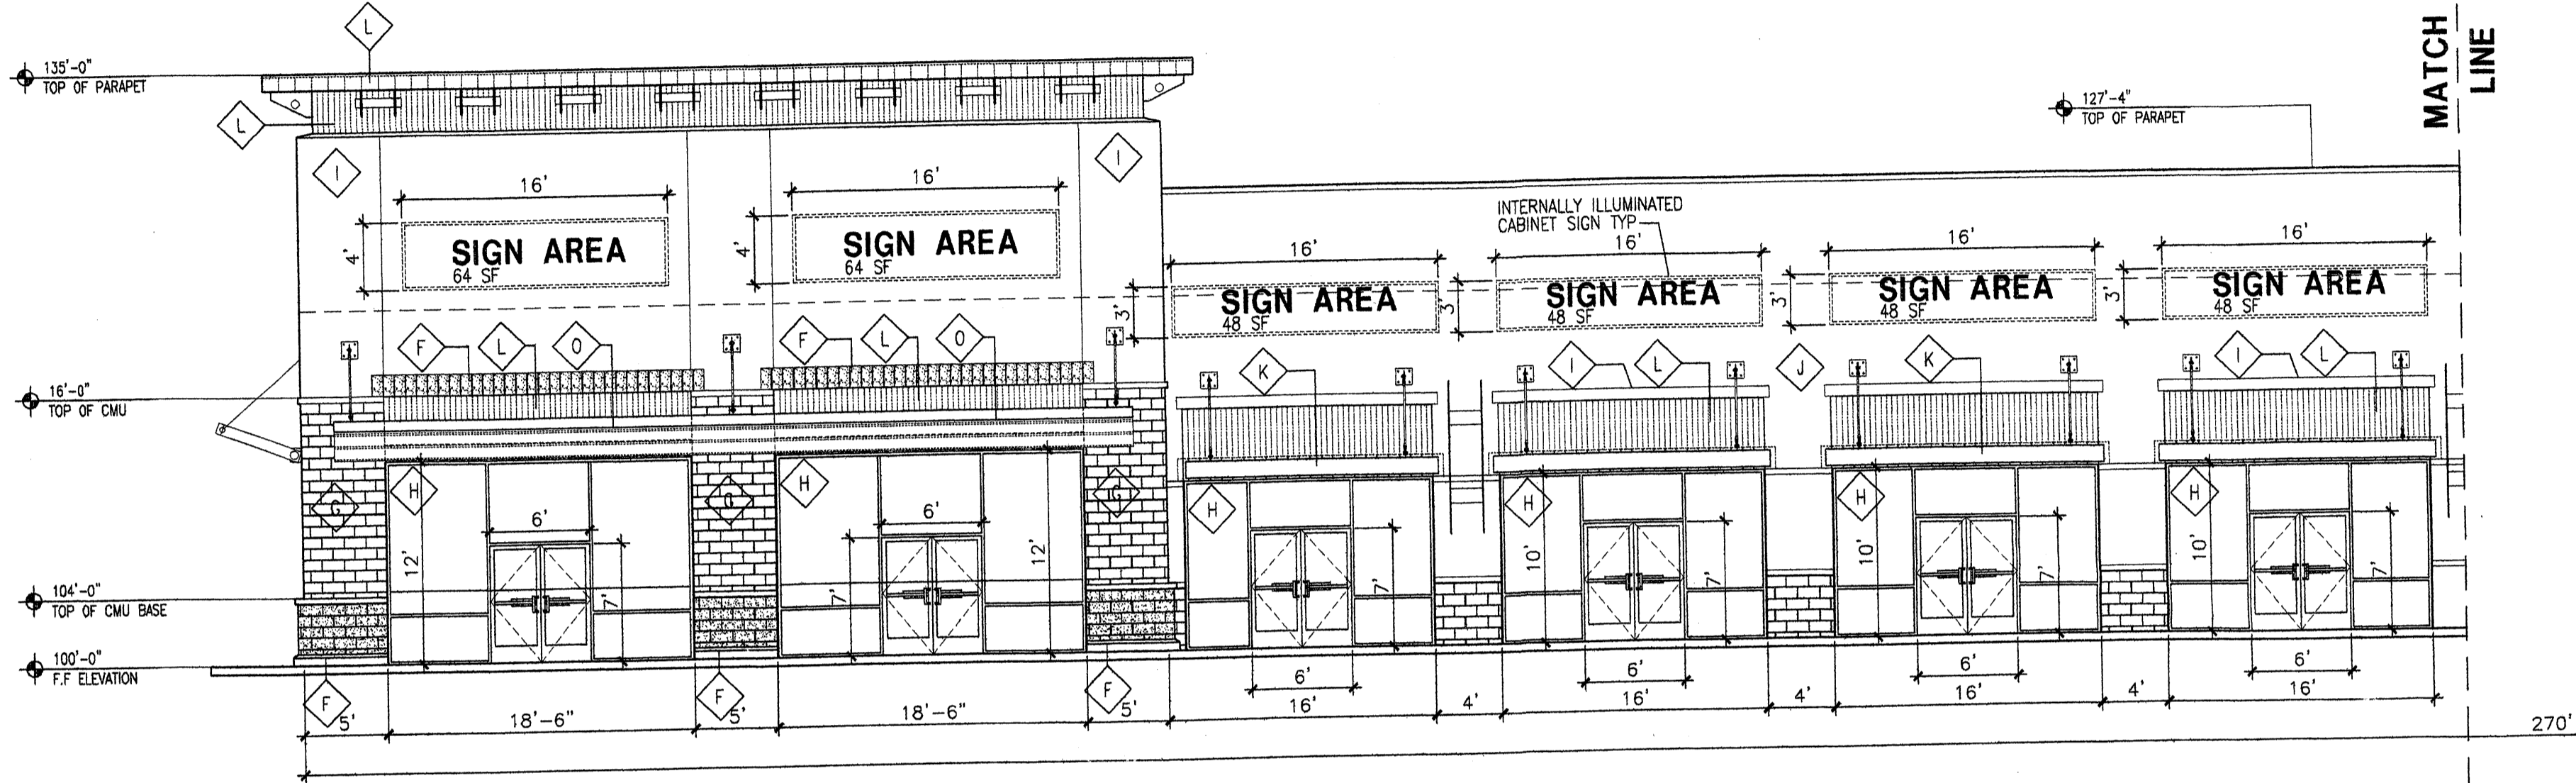 L
MATCH
LINE
135'-0"
TOP OF PARAPET
127'-4"
TOP OF PARAPET
L
I
I
16'
16'
4'
SIGN AREA
64 SF
4'
SIGN AREA
64 SF
INTERNALLY ILLUMINATED
CABINET SIGN TYP
16'
16'
16'
16'
3'
SIGN AREA
48 SF
3'
SIGN AREA
48 SF
3'
SIGN AREA
48 SF
3'
SIGN AREA
48 SF
F
L
O
F
L
O
K
I
L
J
K
I
L
16'-0"
TOP OF CMU
G
H
G
H
G
H
H
H
H
6'
6'
12'
7'
7'
12'
7'
10'
7'
10'
7'
10'
7'
104'-0"
TOP OF CMU BASE
100'-0"
F.F ELEVATION
F
F
F
6'
6'
6'
6'
5'
18'-6"
5'
18'-6"
5'
16'
4'
16'
4'
16'
4'
16'
270'